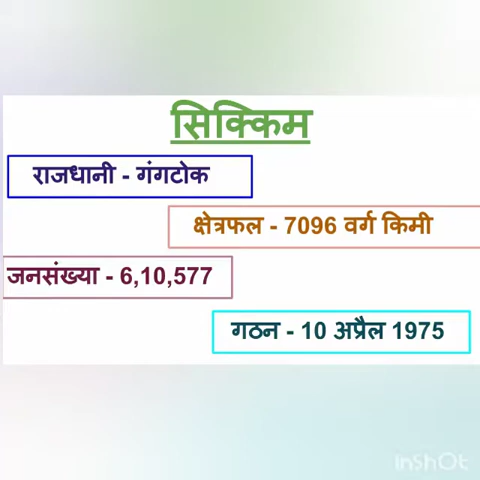 सिक्किम
राजधानी - गंगटोक
क्षेत्रफल - 7096 वर्ग किमी
जनसंख्या - 6,10,577
गठन - 10 अप्रैल 1975
InShOt